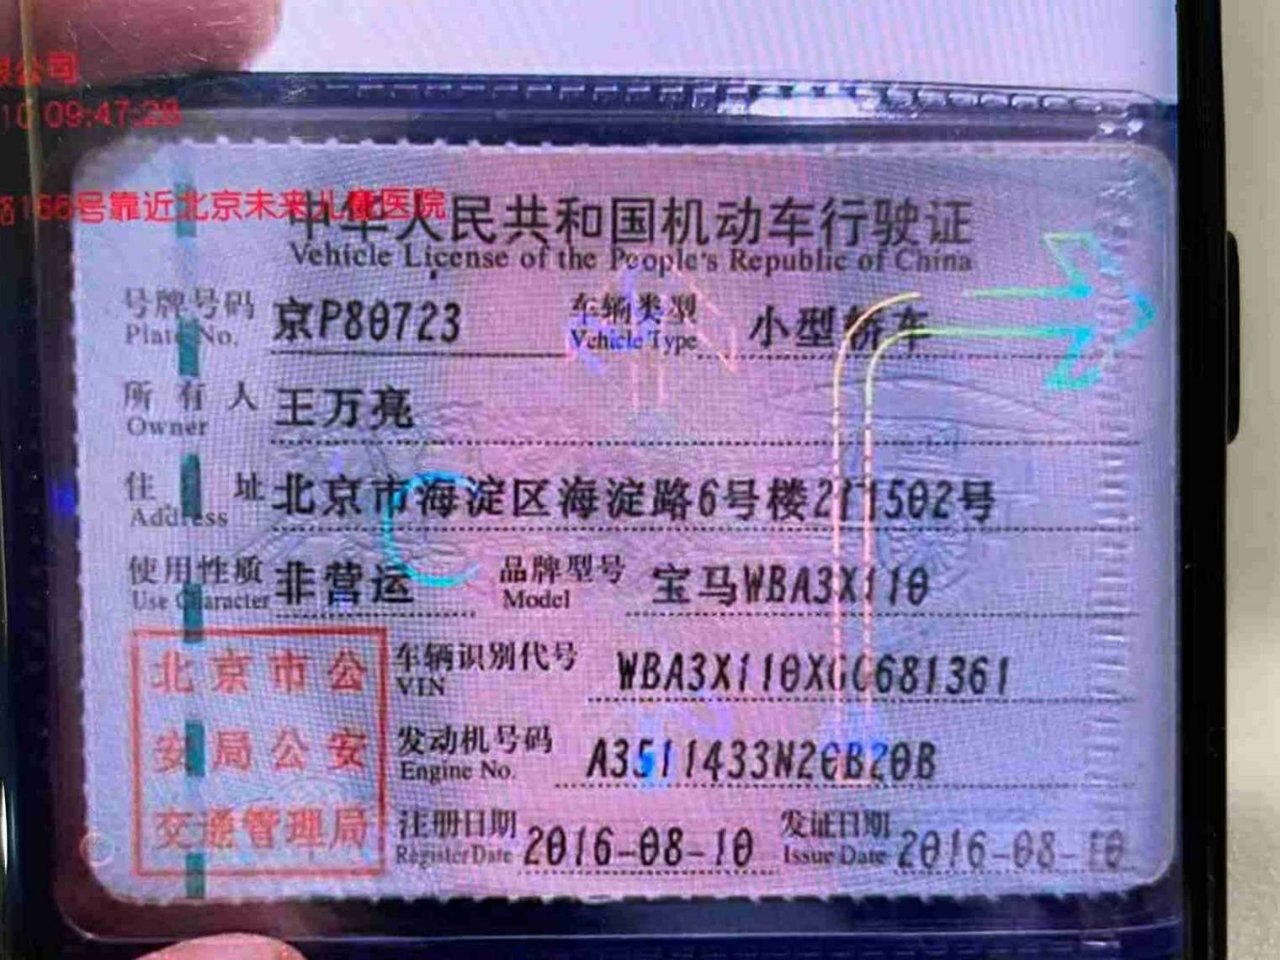 限公司
10 09:47:28
路166号靠近北京未来儿童医院
中华人民共和国机动车行驶证
Vehicle License of the People's Republic of China
号牌号码 京P80723 车辆类型 小型轿车
Plate No. Vehicle Type
所有人 王万亮
Owner
住址 北京市海淀区海淀路6号楼211502号
Address
使用性质 非营运 品牌型号 宝马WBA3X110
Use Character Model
北京市公
安局公安
交通管理局
车辆识别代号 WBA3X110XGC681361
VIN
发动机号码 A3511433N20B20B
Engine No.
注册日期 2016-08-10 发证日期 2016-08-10
Register Date Issue Date